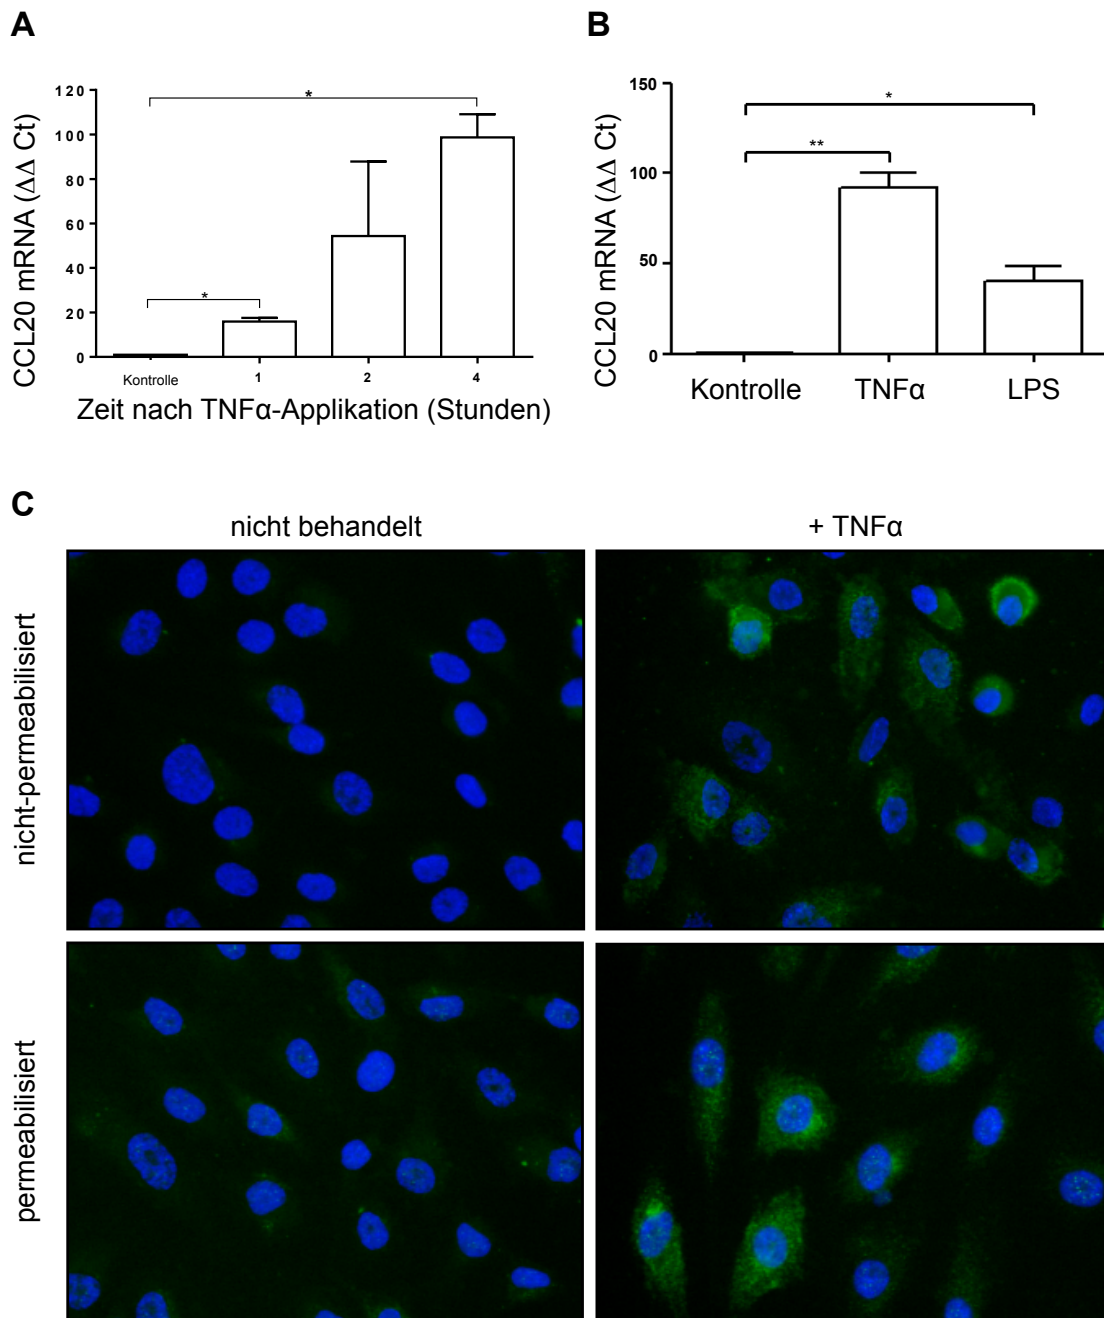 A
CCL20 mRNA (ΔΔ Ct)
120
100
80
60
40
20
0
*
*
Kontrolle
1
2
4
Zeit nach TNFα-Applikation (Stunden)
B
CCL20 mRNA (ΔΔ Ct)
150
100
50
0
*
**
Kontrolle
TNFα
LPS
C
nicht behandelt
+ TNFα
nicht-permeabilisiert
permeabilisiert